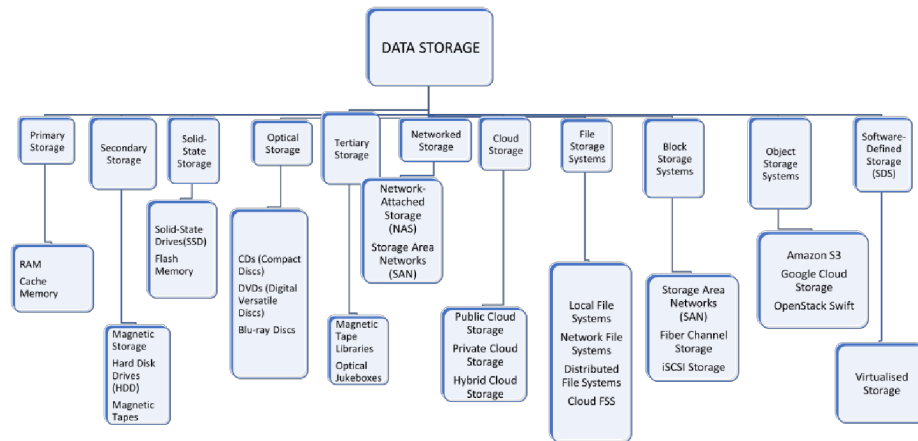 DATA STORAGE
Primary
Storage
Secondary
Storage
Solid-
State
Storage
Optical
Storage
Tertiary
Storage
Networked
Storage
Cloud
Storage
File
Storage
Systems
Block
Storage
Systems
Object
Storage
Systems
Software-
Defined
Storage
(SDS)
RAM
Cache
Memory
Magnetic
Storage
Hard Disk
Drives
(HDD)
Magnetic
Tapes
Solid-State
Drives(SSD)
Flash
Memory
CDs (Compact
Discs)
DVDs (Digital
Versatile
Discs)
Blu-ray Discs
Magnetic
Tape
Libraries
Optical
Jukeboxes
Network-
Attached
Storage
(NAS)
Storage Area
Networks
(SAN)
Public Cloud
Storage
Private Cloud
Storage
Hybrid Cloud
Storage
Local File
Systems
Network File
Systems
Distributed
File Systems
Cloud FSS
Storage Area
Networks
(SAN)
Fiber Channel
Storage
iSCSI Storage
Amazon S3
Google Cloud
Storage
OpenStack Swift
Virtualised
Storage